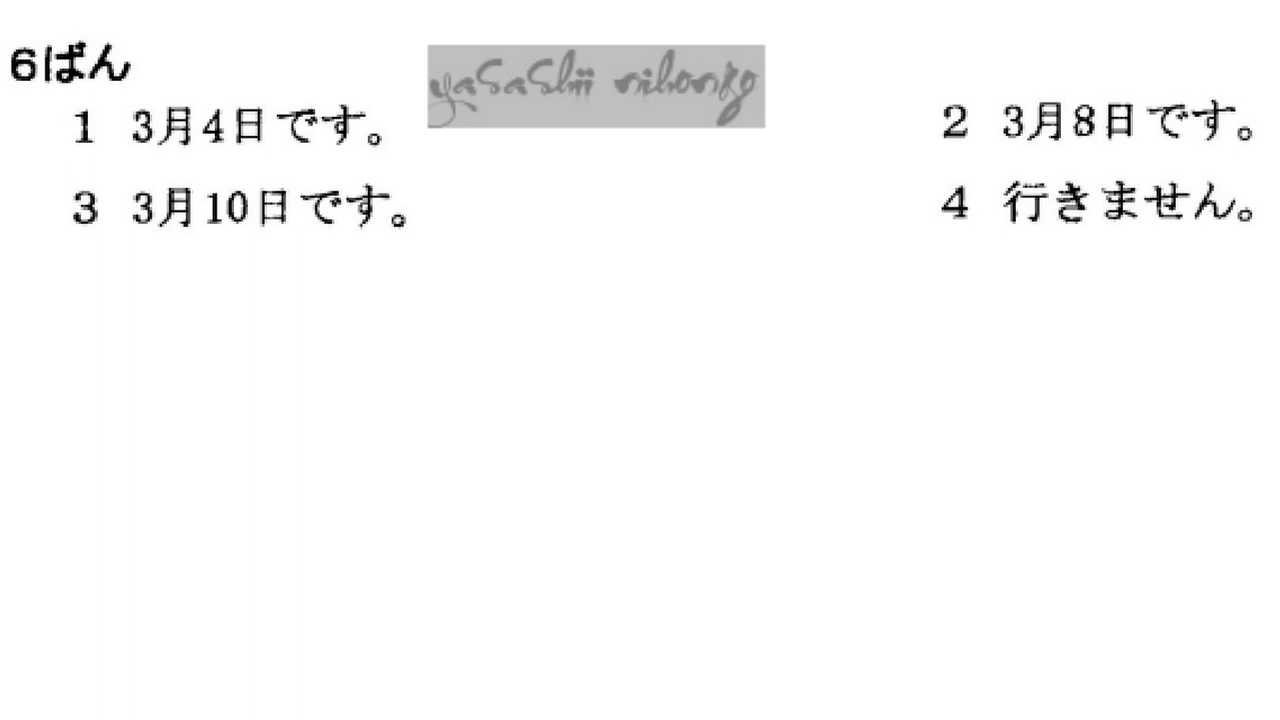 6ばん
yasashii nihongo
1 3月4日です。
2 3月8日です。
3 3月10日です。
4 行きません。